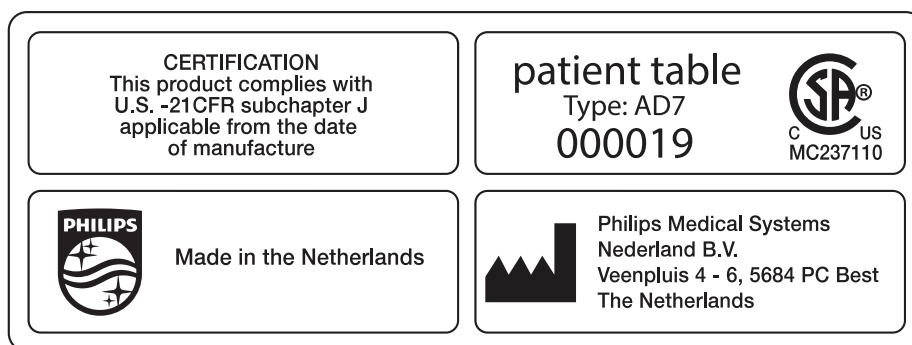 CERTIFICATION
This product complies with
U.S. -21CFR subchapter J
applicable from the date
of manufacture
patient table
Type: AD7
000019
CSA®
C US
MC237110
PHILIPS
Made in the Netherlands
Philips Medical Systems
Nederland B.V.
Veenpluis 4 - 6, 5684 PC Best
The Netherlands